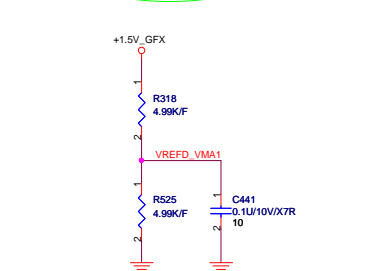 +1.5V_GFX
1
R318
4.99K/F
2
VREFD_VMA1
1
R525
4.99K/F
2
1
C441
0.1U/10V/X7R
10
2